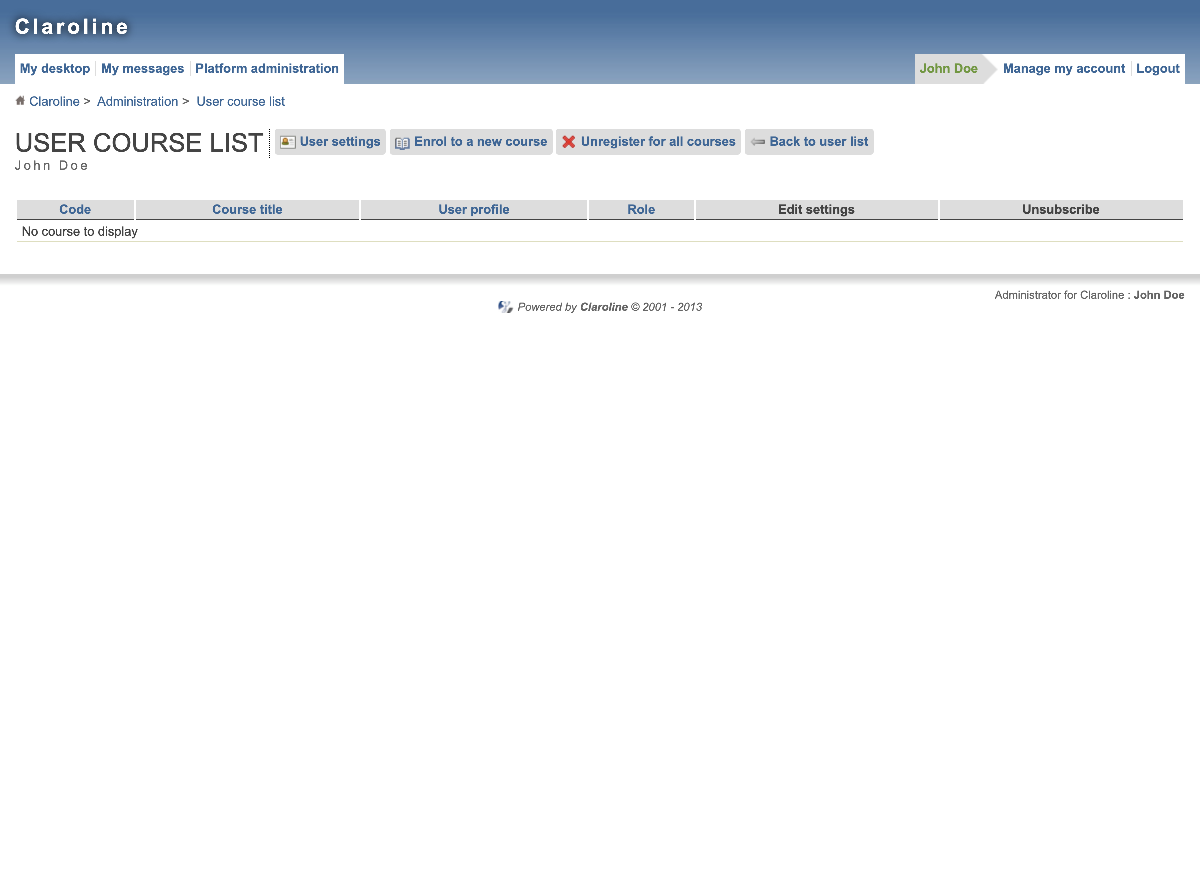 Claroline
My desktop My messages Platform administration John Doe Manage my account Logout
Claroline > Administration > User course list
USER COURSE LIST User settings Enrol to a new course Unregister for all courses Back to user list
John Doe
Code Course title User profile Role Edit settings Unsubscribe
No course to display
Administrator for Claroline : John Doe
Powered by Claroline © 2001 - 2013